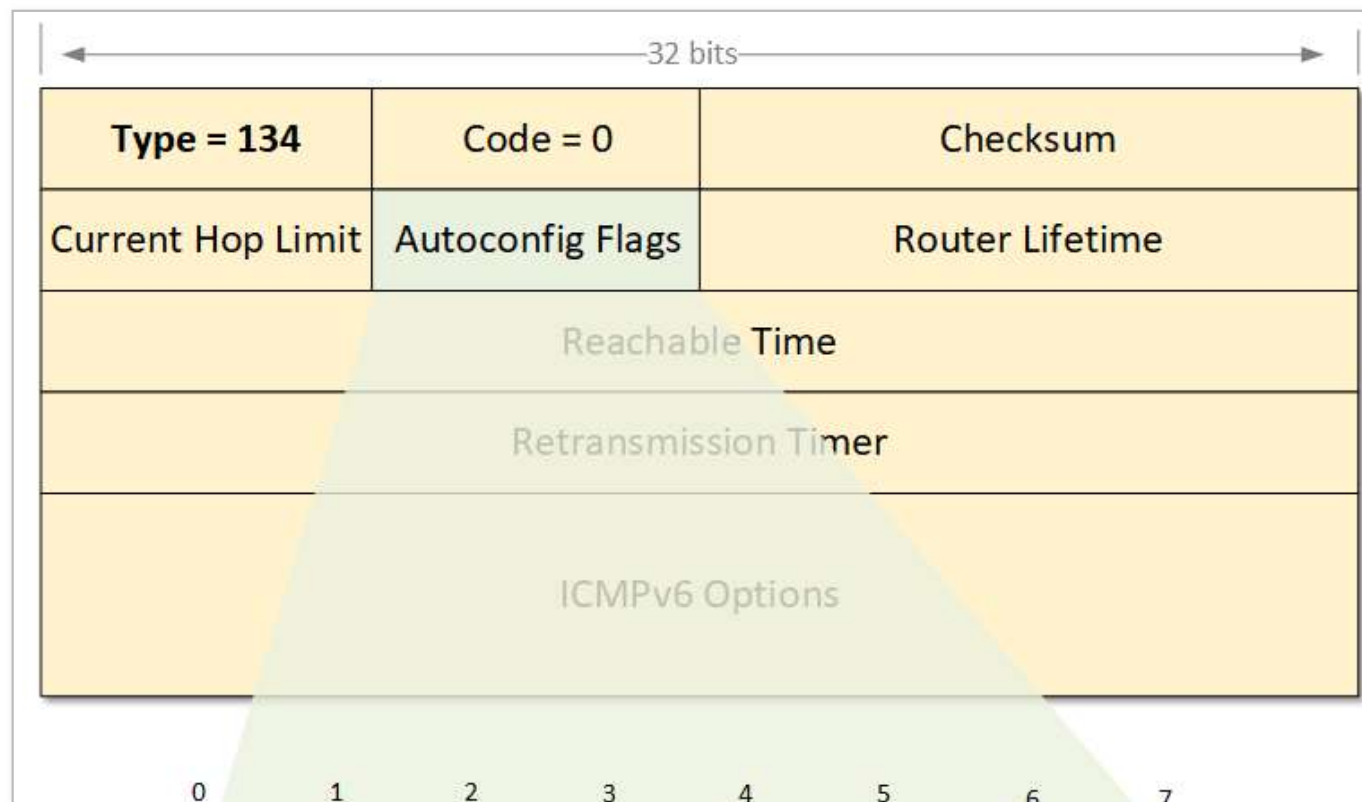 32 bits
Type = 134 Code = 0 Checksum
Current Hop Limit Autoconfig Flags Router Lifetime
Reachable Time
Retransmission Timer
ICMPv6 Options
0 1 2 3 4 5 6 7